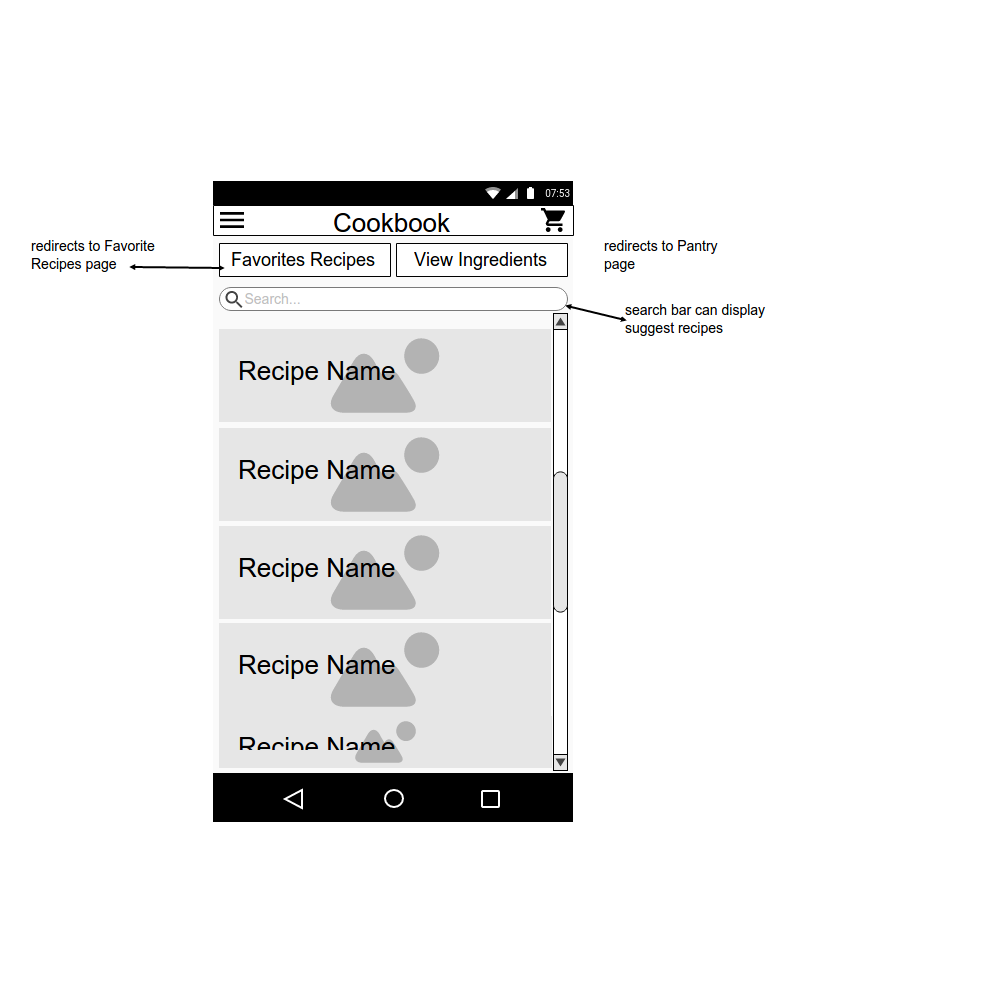 07:53
Cookbook
redirects to Favorite
Recipes page
Favorites Recipes
View Ingredients
redirects to Pantry
page
Search...
search bar can display
suggest recipes
Recipe Name
Recipe Name
Recipe Name
Recipe Name
Recipe Name